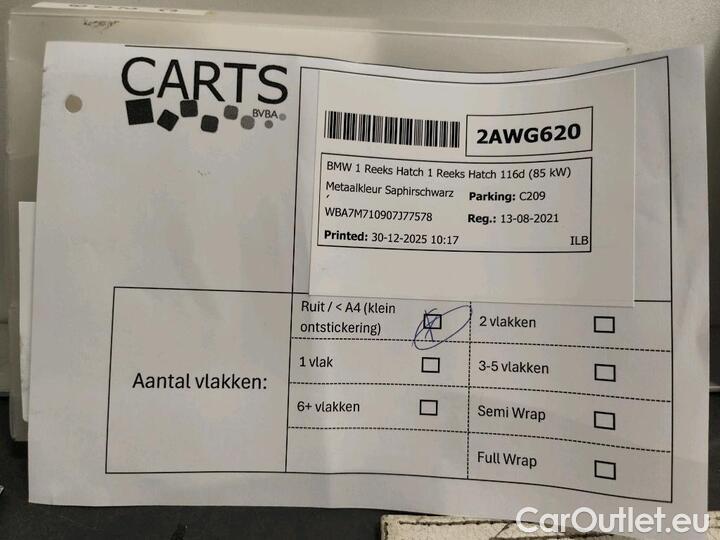 CARTS
BVBA
2AWG620
BMW 1 Reeks Hatch 1 Reeks Hatch 116d (85 kW)
Metaalkleur Saphirschwarz Parking: C209
WBA7M710907J77578 Reg.: 13-08-2021
Printed: 30-12-2025 10:17 ILB
Aantal vlakken:
Ruit / < A4 (klein
ontstickering)
2 vlakken
1 vlak
3-5 vlakken
6+ vlakken
Semi Wrap
Full Wrap
CarOutlet.eu